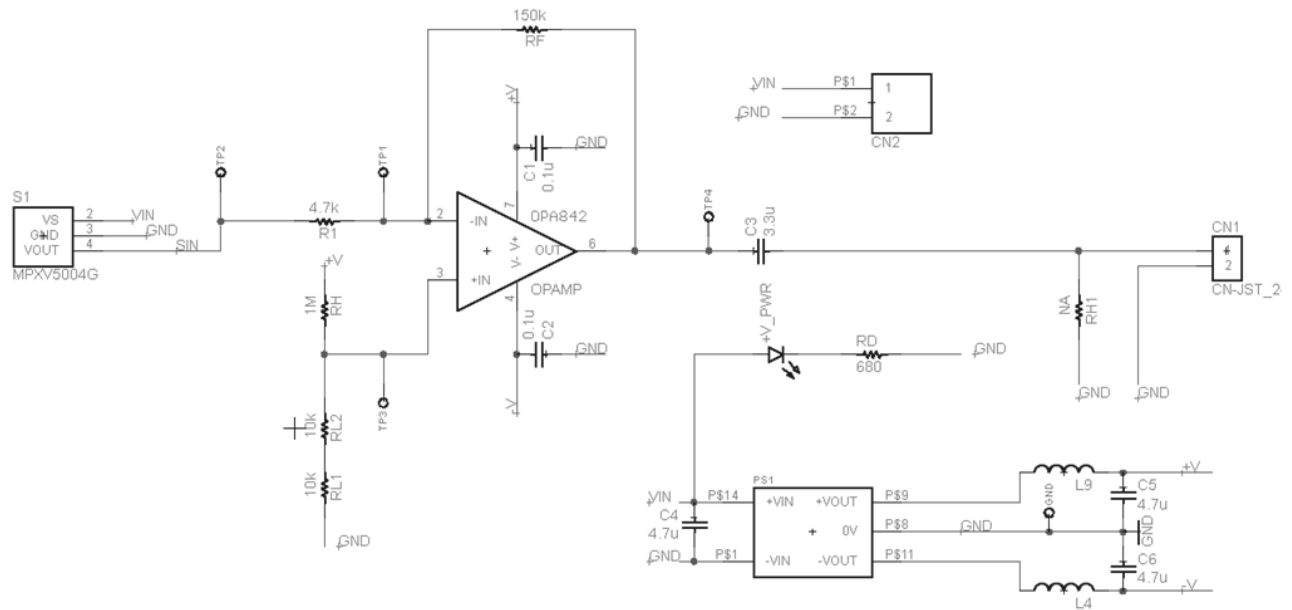 150k
RF
VIN
P$1
1
GND
P$2
2
CN2
+V
C1
0.1u
GND
TP2
TP1
S1
VS
2
VIN
GND
3
GND
VOUT
4
SIN
MPXV5004G
4.7k
R1
2
-IN
7
OPA842
V+
V-
OUT
6
3
+IN
4
OPAMP
TP4
C3
3.3u
CN1
1
2
CN-JST_2
+V
1M
RH
0.1u
C2
GND
-V
TP3
10k
RL2
10k
RL1
GND
+V_PWR
RD
680
GND
NA
RH1
GND
GND
PS1
VIN
P$14
+VIN
+VOUT
P$9
L9
+V
C4
4.7u
C5
4.7u
0V
P$8
GND
GND
GND
GND
P$1
-VIN
-VOUT
P$11
C6
4.7u
L4
-V